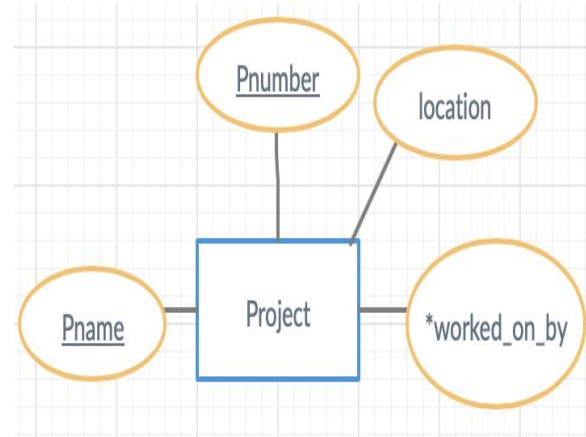 Pnumber
location
Project
Pname
*worked_on_by